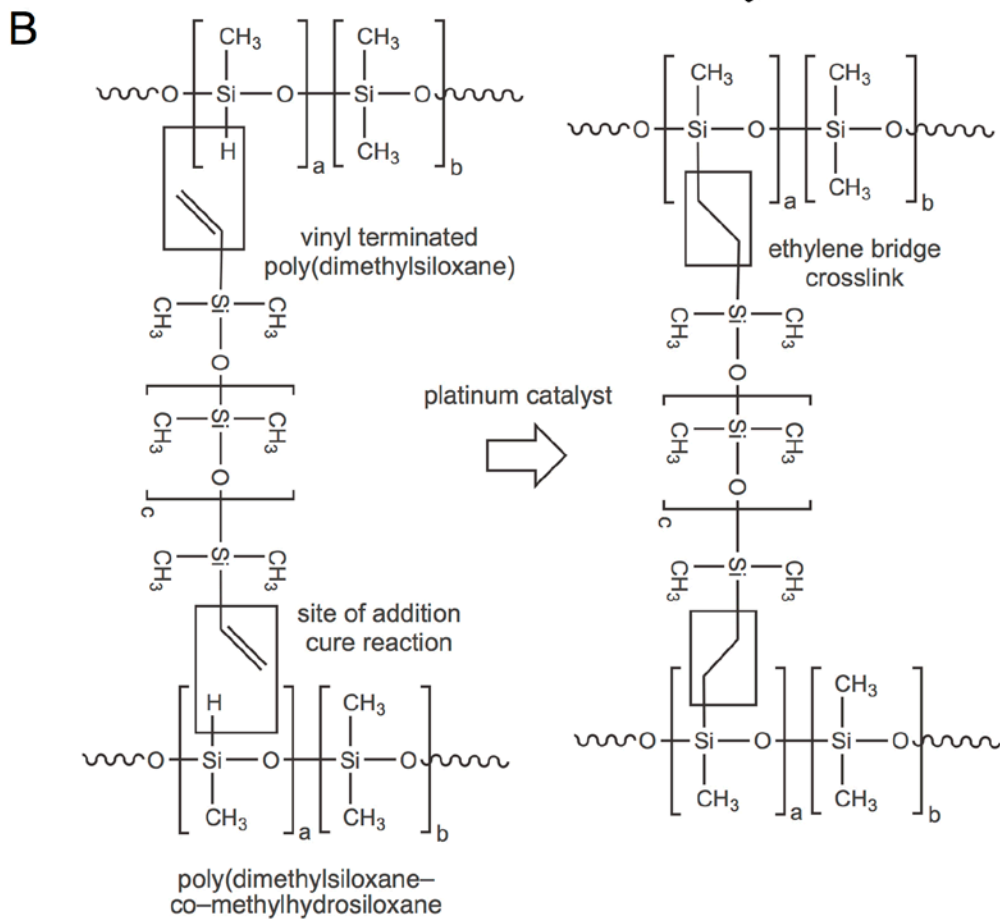 B
CH3 CH3
O Si O Si O
H CH3
a b
vinyl terminated
poly(dimethylsiloxane)
CH3 Si CH3
O
CH3 Si CH3
O
c
CH3 Si CH3
site of addition
cure reaction
H CH3
O Si O Si O
CH3 CH3
a b
poly(dimethylsiloxane–
co–methylhydrosiloxane
platinum catalyst
CH3 CH3
O Si O Si O
CH3
a b
ethylene bridge
crosslink
CH3 Si CH3
O
CH3 Si CH3
O
c
CH3 Si CH3
CH3
O Si O Si O
CH3 CH3
a b